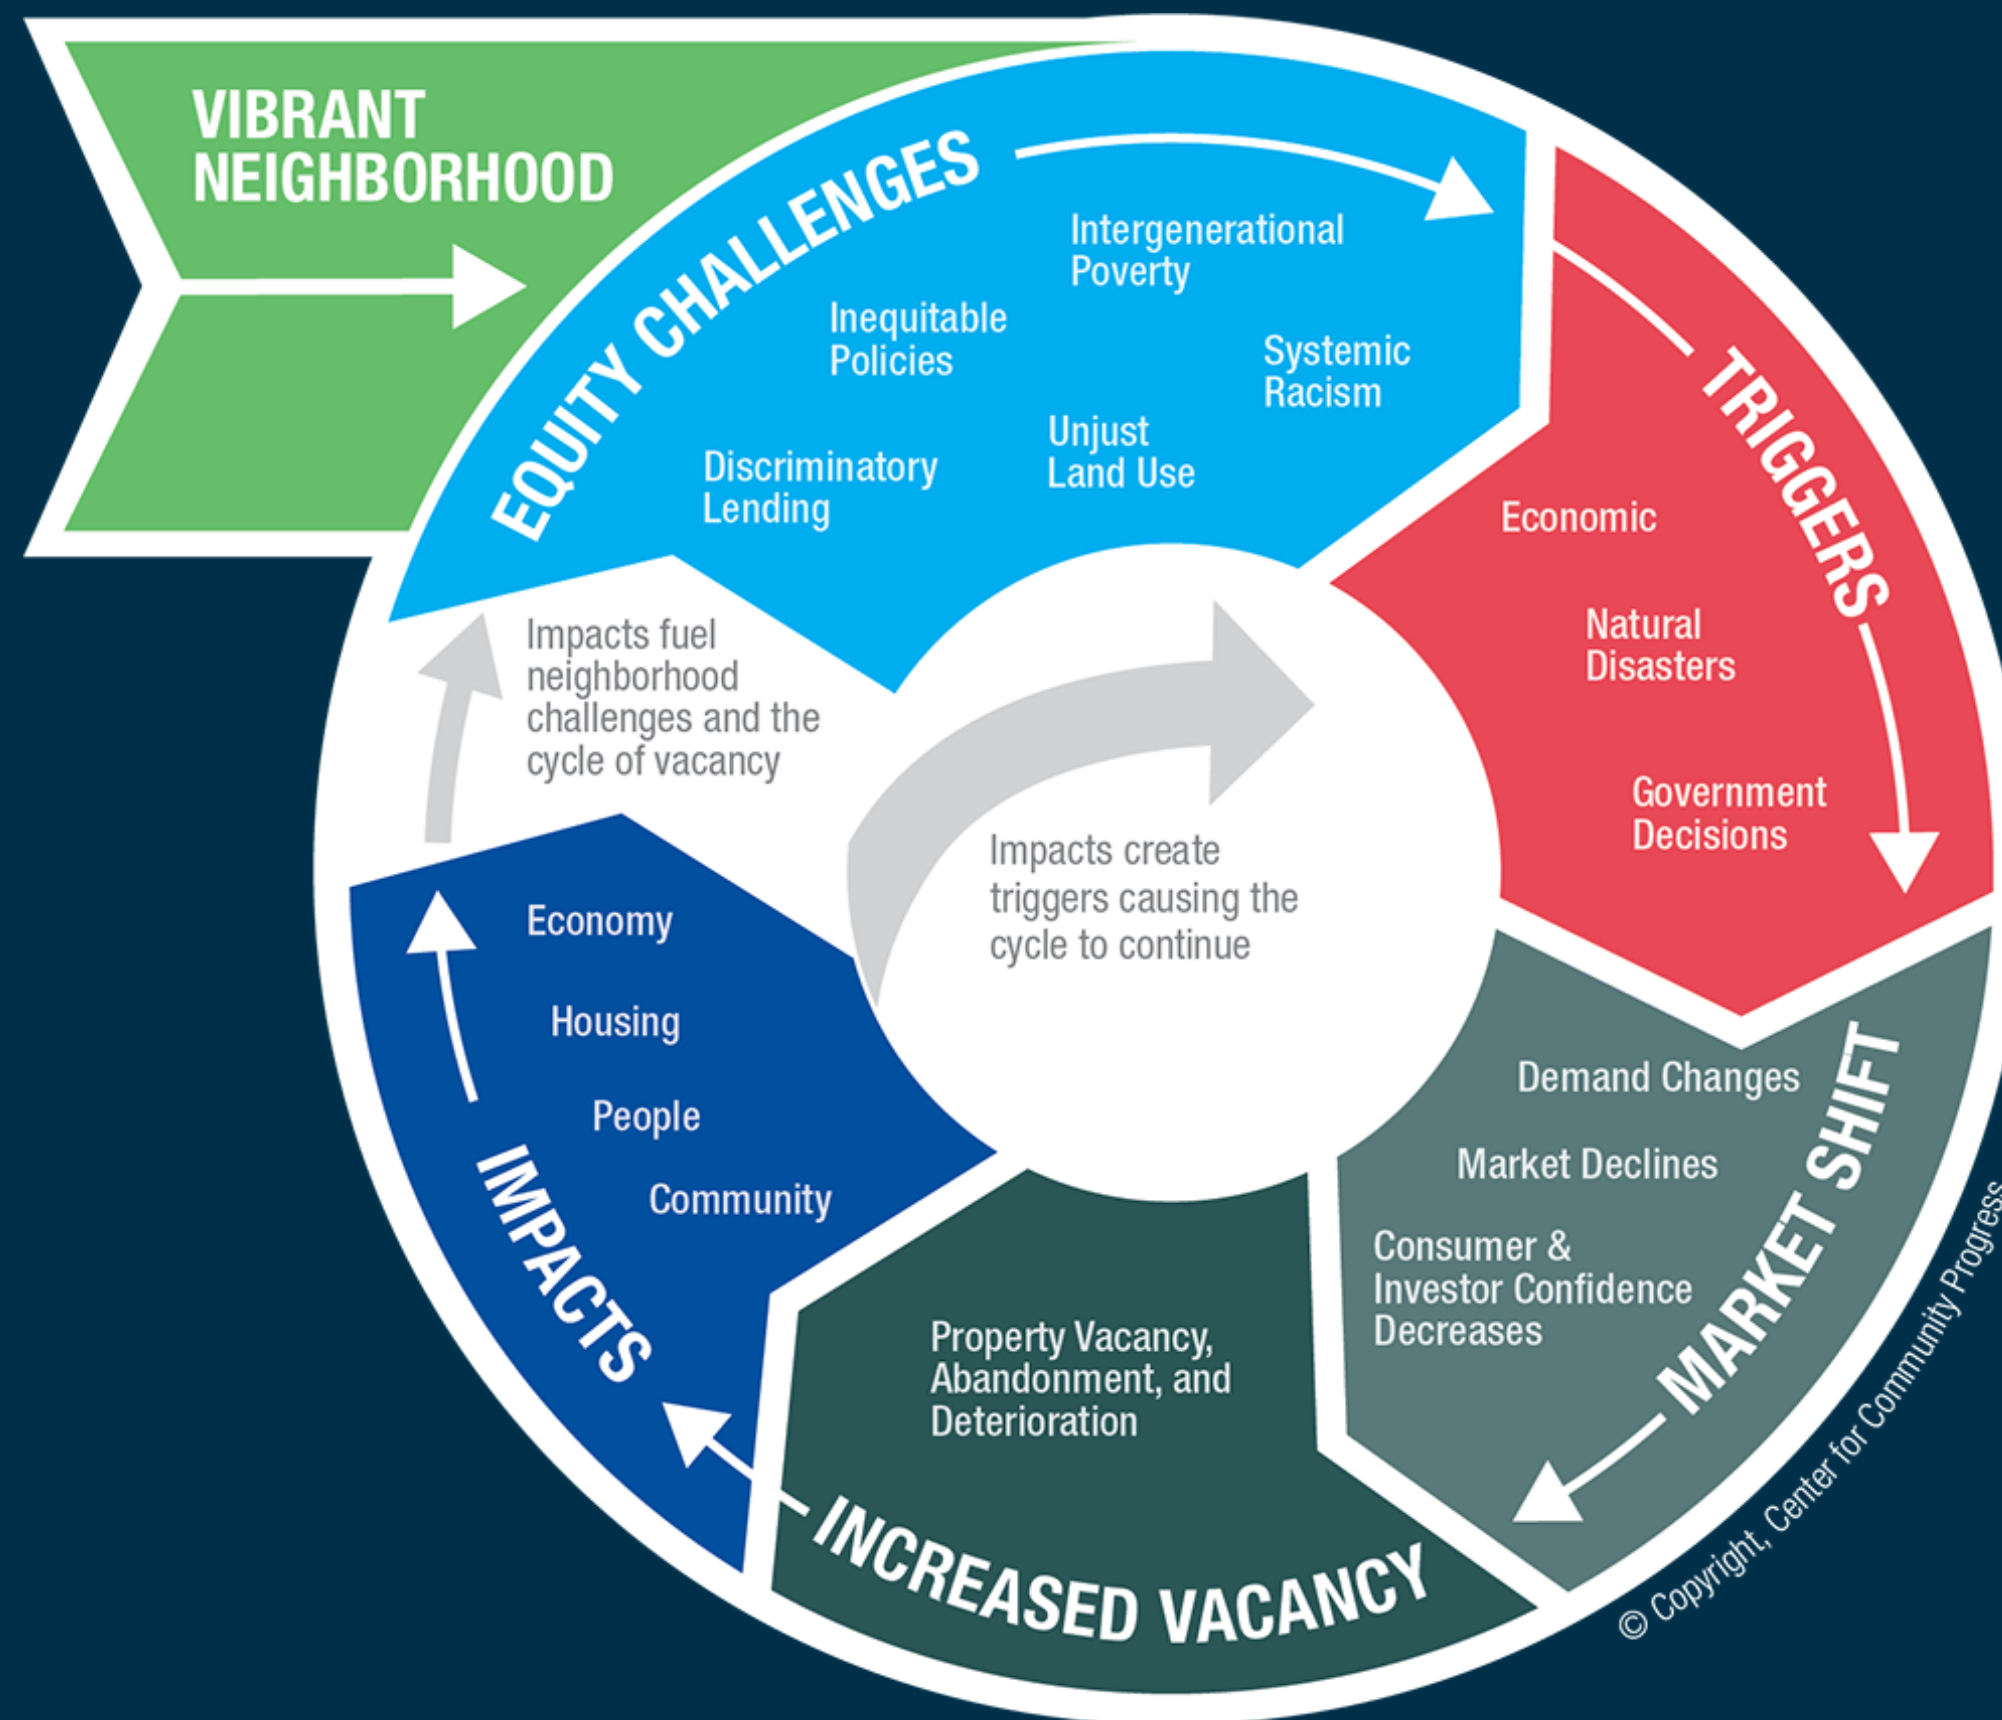 VIBRANT
NEIGHBORHOOD
EQUITY CHALLENGES
Intergenerational
Poverty
Inequitable
Policies
Systemic
Racism
Unjust
Land Use
Discriminatory
Lending
TRIGGERS
Economic
Natural
Disasters
Government
Decisions
MARKET SHIFT
Demand Changes
Market Declines
Consumer &
Investor Confidence
Decreases
INCREASED VACANCY
Property Vacancy,
Abandonment, and
Deterioration
IMPACTS
Economy
Housing
People
Community
Impacts fuel
neighborhood
challenges and the
cycle of vacancy
Impacts create
triggers causing the
cycle to continue
© Copyright, Center for Community Progress